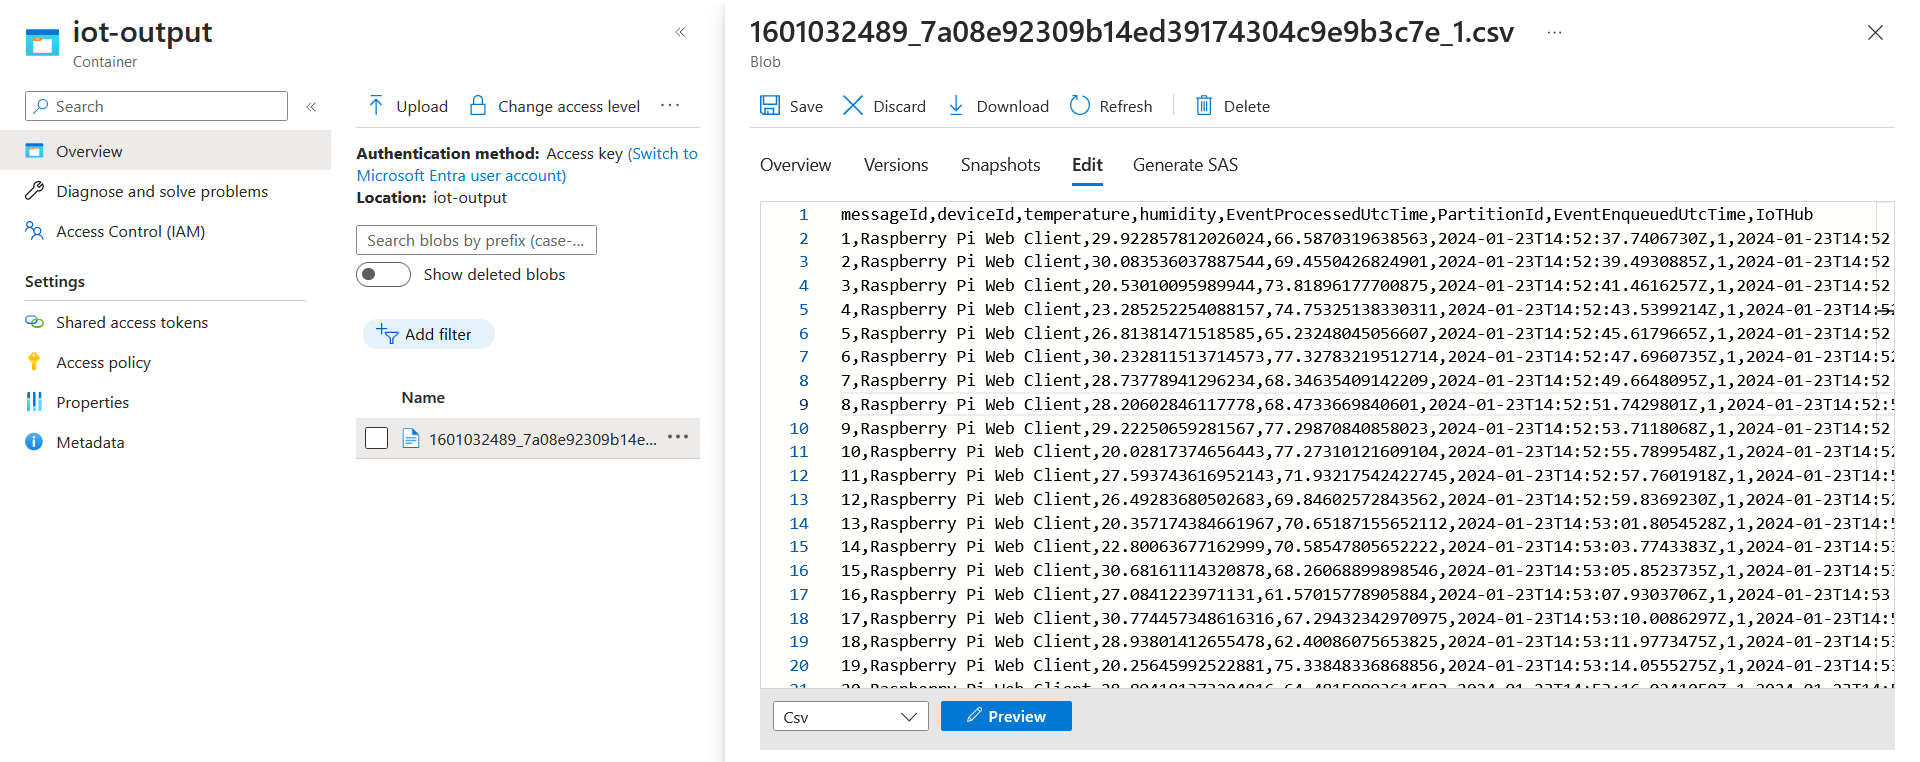 iot-output
Container
«
Search
«
Overview
Diagnose and solve problems
Access Control (IAM)
Settings
Shared access tokens
Access policy
Properties
Metadata
Upload
Change access level
···
Authentication method: Access key (Switch to
Microsoft Entra user account)
Location: iot-output
Search blobs by prefix (case-...
Show deleted blobs
Add filter
Name
1601032489_7a08e92309b14e...
···
1601032489_7a08e92309b14ed39174304c9e9b3c7e_1.csv
···
Blob
Save
Discard
Download
Refresh
Delete
Overview
Versions
Snapshots
Edit
Generate SAS
1 messageId,deviceId,temperature,humidity,EventProcessedUtcTime,PartitionId,EventEnqueuedUtcTime,IoTHub
2 1,Raspberry Pi Web Client,29.922857812026024,66.5870319638563,2024-01-23T14:52:37.7406730Z,1,2024-01-23T14:52
3 2,Raspberry Pi Web Client,30.083536037887544,69.4550426824901,2024-01-23T14:52:39.4930885Z,1,2024-01-23T14:52
4 3,Raspberry Pi Web Client,20.53010095989944,73.81896177700875,2024-01-23T14:52:41.4616257Z,1,2024-01-23T14:52
5 4,Raspberry Pi Web Client,23.285252254088157,74.75325138330311,2024-01-23T14:52:43.5399214Z,1,2024-01-23T14:
6 5,Raspberry Pi Web Client,26.81381471518585,65.23248045056607,2024-01-23T14:52:45.6179665Z,1,2024-01-23T14:52
7 6,Raspberry Pi Web Client,30.232811513714573,77.32783219512714,2024-01-23T14:52:47.6960735Z,1,2024-01-23T14:52
8 7,Raspberry Pi Web Client,28.73778941296234,68.34635409142209,2024-01-23T14:52:49.6648095Z,1,2024-01-23T14:52
9 8,Raspberry Pi Web Client,28.20602846117778,68.4733669840601,2024-01-23T14:52:51.7429801Z,1,2024-01-23T14:52:
10 9,Raspberry Pi Web Client,29.22250659281567,77.29870840858023,2024-01-23T14:52:53.7118068Z,1,2024-01-23T14:52
11 10,Raspberry Pi Web Client,20.02817374656443,77.27310121609104,2024-01-23T14:52:55.7899548Z,1,2024-01-23T14:52
12 11,Raspberry Pi Web Client,27.593743616952143,71.93217542422745,2024-01-23T14:52:57.7601918Z,1,2024-01-23T14:
13 12,Raspberry Pi Web Client,26.49283680502683,69.84602572843562,2024-01-23T14:52:59.8369230Z,1,2024-01-23T14:52
14 13,Raspberry Pi Web Client,20.357174384661967,70.65187155652112,2024-01-23T14:53:01.8054528Z,1,2024-01-23T14:
15 14,Raspberry Pi Web Client,22.80063677162999,70.58547805652222,2024-01-23T14:53:03.7743383Z,1,2024-01-23T14:53
16 15,Raspberry Pi Web Client,30.68161114320878,68.26068899898546,2024-01-23T14:53:05.8523735Z,1,2024-01-23T14:53
17 16,Raspberry Pi Web Client,27.0841223971131,61.57015778905884,2024-01-23T14:53:07.9303706Z,1,2024-01-23T14:53
18 17,Raspberry Pi Web Client,30.774457348616316,67.29432342970975,2024-01-23T14:53:10.0086297Z,1,2024-01-23T14:
19 18,Raspberry Pi Web Client,28.93801412655478,62.40086075653825,2024-01-23T14:53:11.9773475Z,1,2024-01-23T14:53
20 19,Raspberry Pi Web Client,20.25645992522881,75.33848336868856,2024-01-23T14:53:14.0555275Z,1,2024-01-23T14:53
Csv
Preview